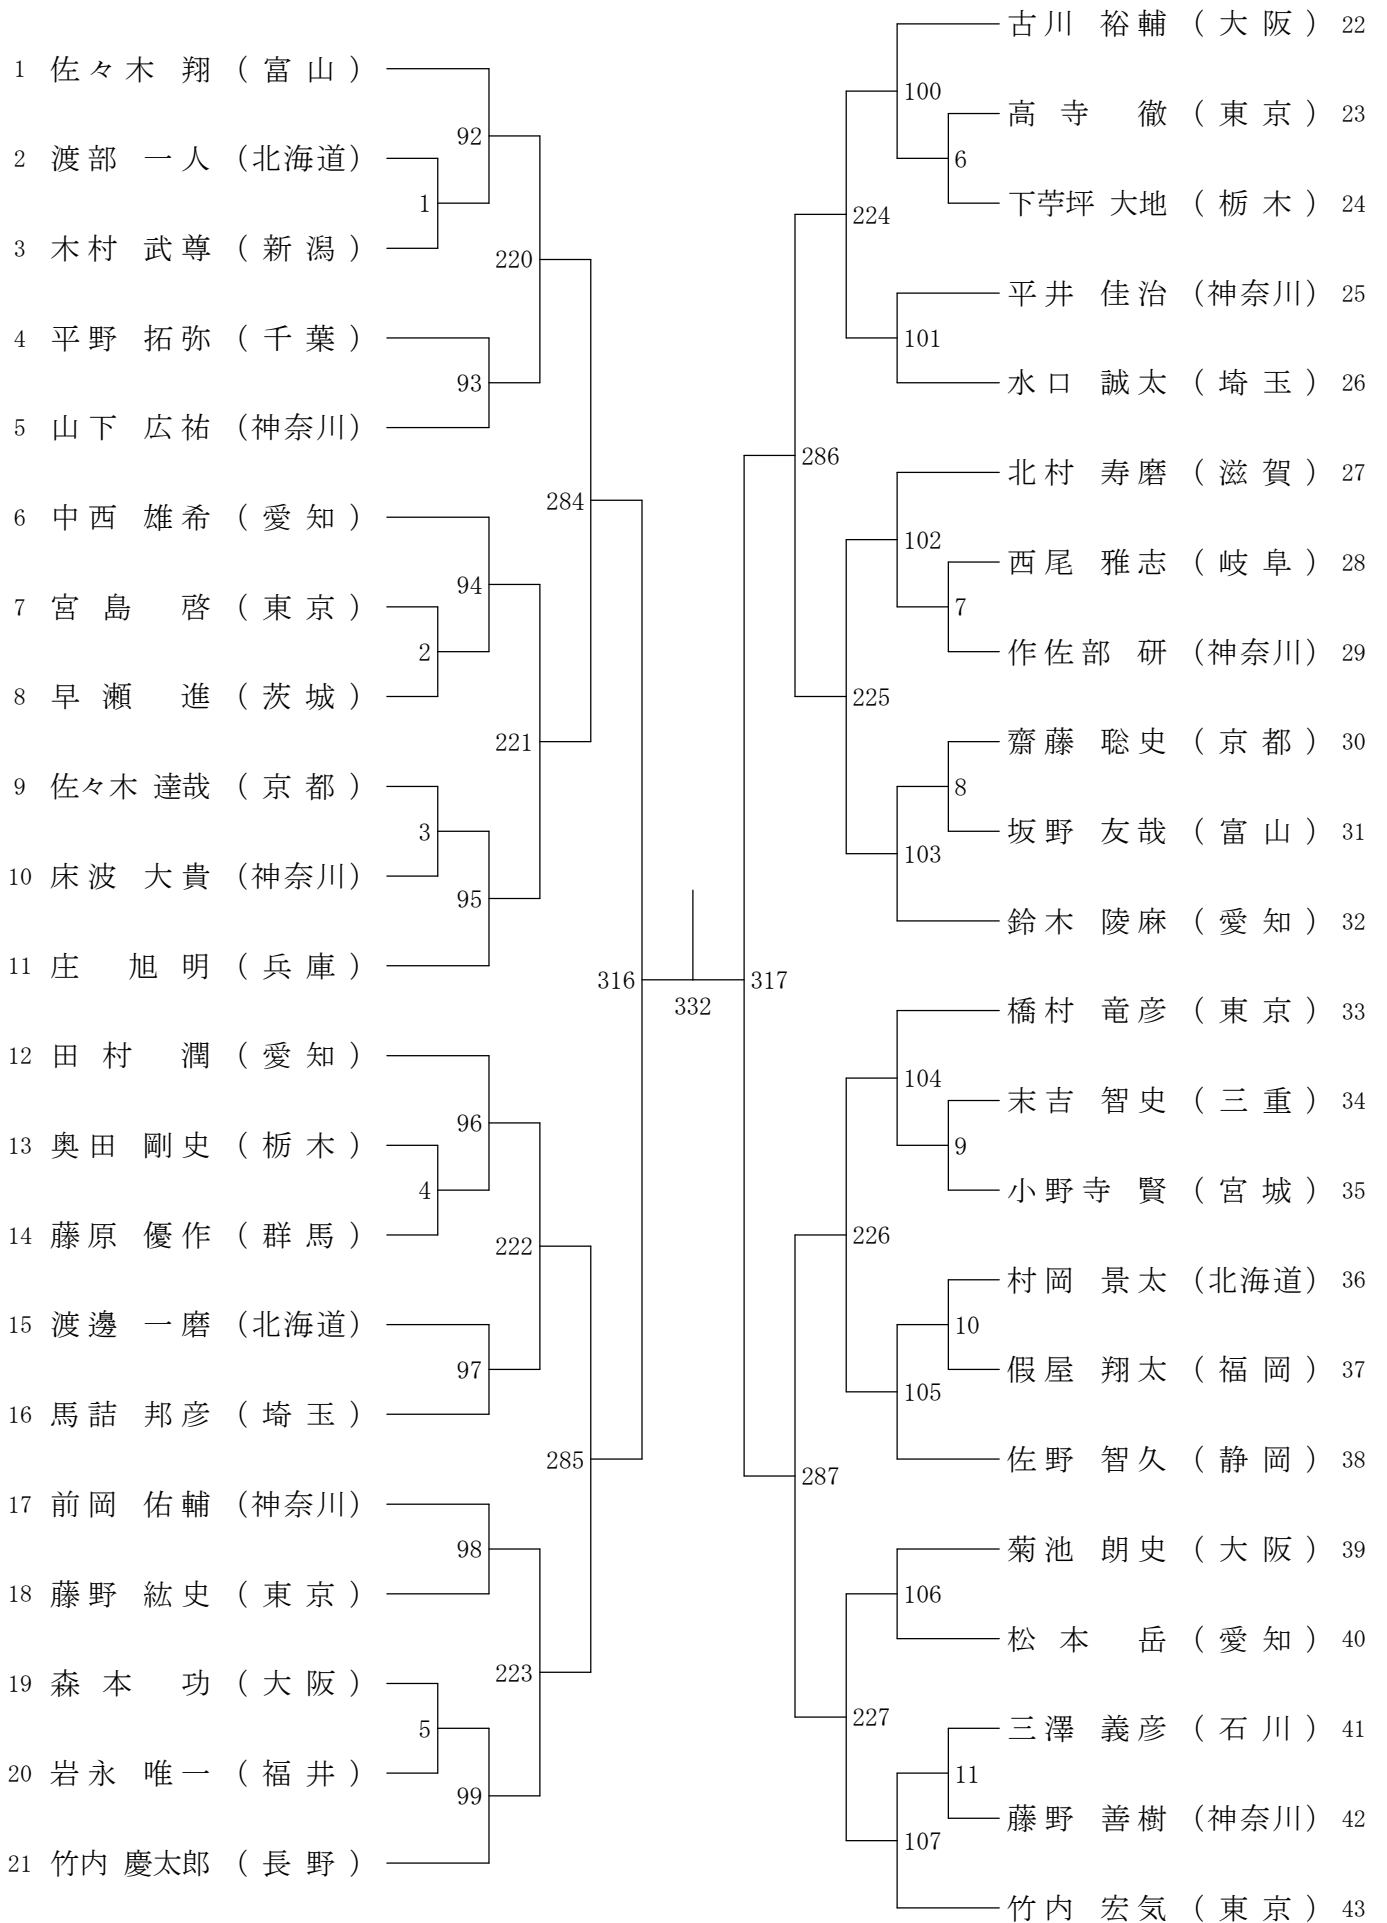 1 佐々木 翔 （富山）
92
2 渡部 一人 （北海道）
1
3 木村 武尊 （新潟）
220
4 平野 拓弥 （千葉）
93
5 山下 広祐 （神奈川）
284
6 中西 雄希 （愛知）
94
7 宮島 啓 （東京）
2
8 早瀬 進 （茨城）
221
9 佐々木 達哉 （京都）
3
10 床波 大貴 （神奈川）
95
11 庄 旭明 （兵庫）
316
12 田村 潤 （愛知）
96
13 奥田 剛史 （栃木）
4
14 藤原 優作 （群馬）
222
15 渡邊 一磨 （北海道）
97
16 馬詰 邦彦 （埼玉）
285
17 前岡 佑輔 （神奈川）
98
18 藤野 紘史 （東京）
19 森本 功 （大阪）
223
5
20 岩永 唯一 （福井）
99
21 竹内 慶太郎 （長野）
332
古川 裕輔 （大阪） 22
100
高寺 徹 （東京） 23
6
下苧坪 大地 （栃木） 24
224
平井 佳治 （神奈川） 25
101
水口 誠太 （埼玉） 26
286
北村 寿磨 （滋賀） 27
102
西尾 雅志 （岐阜） 28
7
作佐部 研 （神奈川） 29
225
齋藤 聡史 （京都） 30
8
坂野 友哉 （富山） 31
103
鈴木 陵麻 （愛知） 32
317
橋村 竜彦 （東京） 33
104
末吉 智史 （三重） 34
9
小野寺 賢 （宮城） 35
226
村岡 景太 （北海道） 36
10
假屋 翔太 （福岡） 37
105
佐野 智久 （静岡） 38
287
菊池 朗史 （大阪） 39
106
松本 岳 （愛知） 40
227
三澤 義彦 （石川） 41
11
藤野 善樹 （神奈川） 42
107
竹内 宏気 （東京） 43